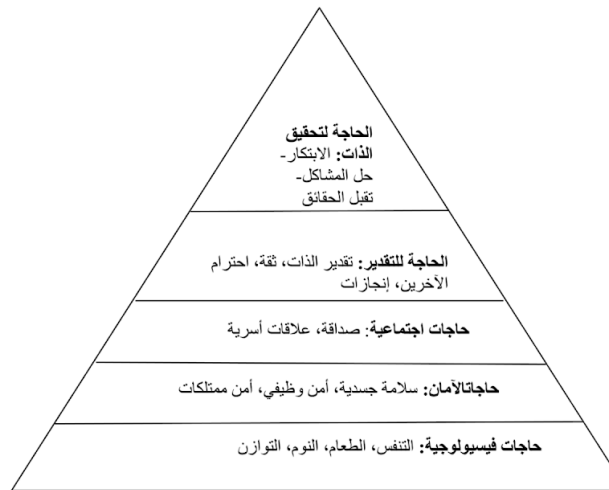 الحاجة لتحقيق
الذات: الابتكار-
حل المشاكل-
تقبل الحقائق
الحاجة للتقدير: تقدير الذات، ثقة، احترام
الآخرين، إنجازات
حاجات اجتماعية: صداقة، علاقات أسرية
حاجاتالآمان: سلامة جسدية، أمن وظيفي، أمن ممتلكات
حاجات فيسيولوجية: التنفس، الطعام، النوم، التوازن